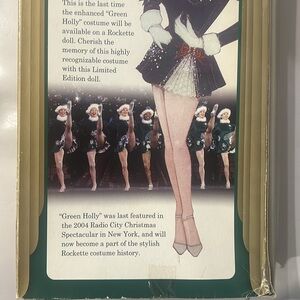 This is the last time
the enhanced "Green
Holly" costume will be
available on a Rockette
doll. Cherish the
memory of this highly
recognizable costume
with this Limited
Edition doll.
"Green Holly" was last featured in
the 2004 Radio City Christmas
Spectacular in New York, and will
now become a part of the stylish
Rockette costume history.